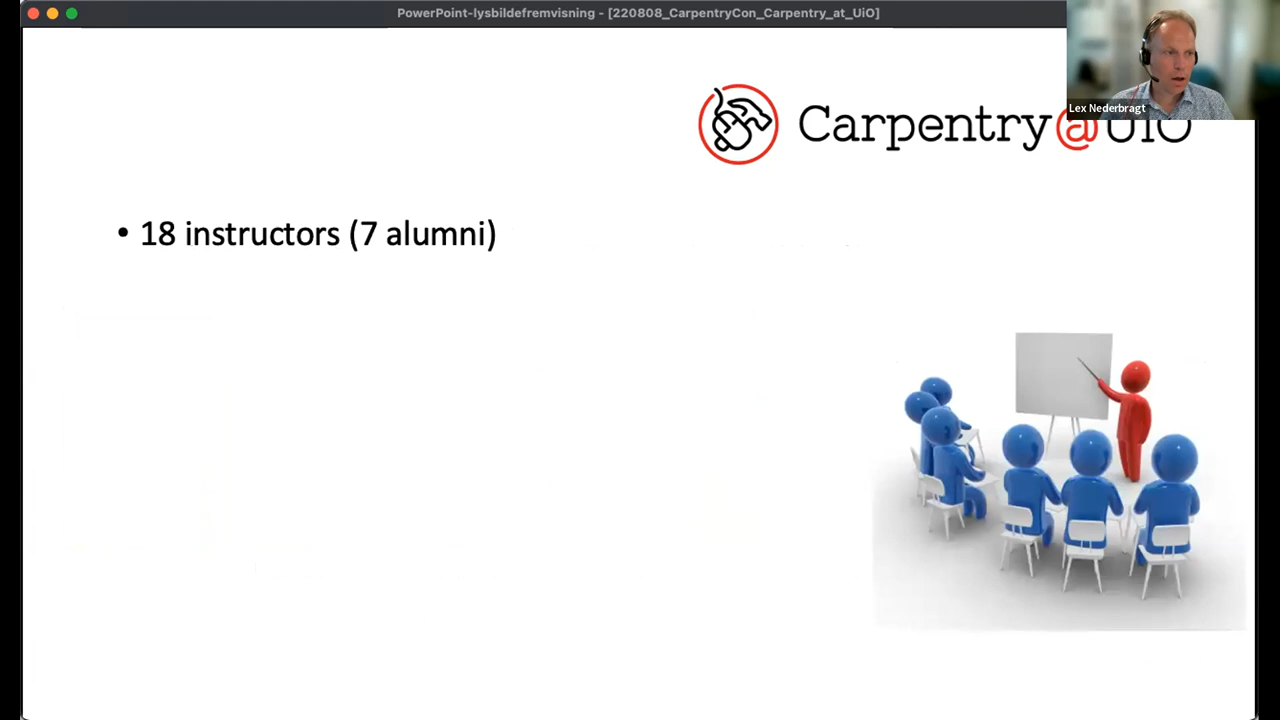 PowerPoint-lysbildefremvisning - [220808_CarpentryCon_Carpentry_at_UiO]
Lex Nederbragt
Carpentry@UiO
• 18 instructors (7 alumni)